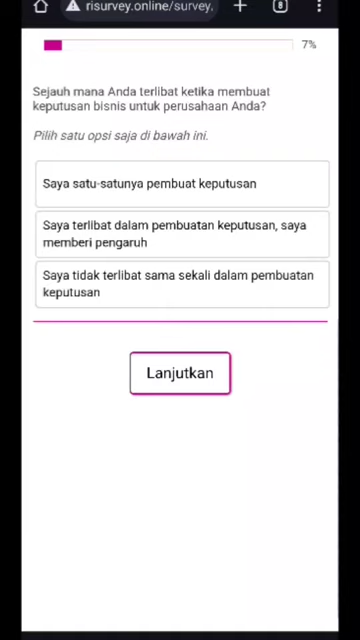 risurvey.online/survey.
8
7%
Sejauh mana Anda terlibat ketika membuat
keputusan bisnis untuk perusahaan Anda?
Pilih satu opsi saja di bawah ini.
Saya satu-satunya pembuat keputusan
Saya terlibat dalam pembuatan keputusan, saya
memberi pengaruh
Saya tidak terlibat sama sekali dalam pembuatan
keputusan
Lanjutkan